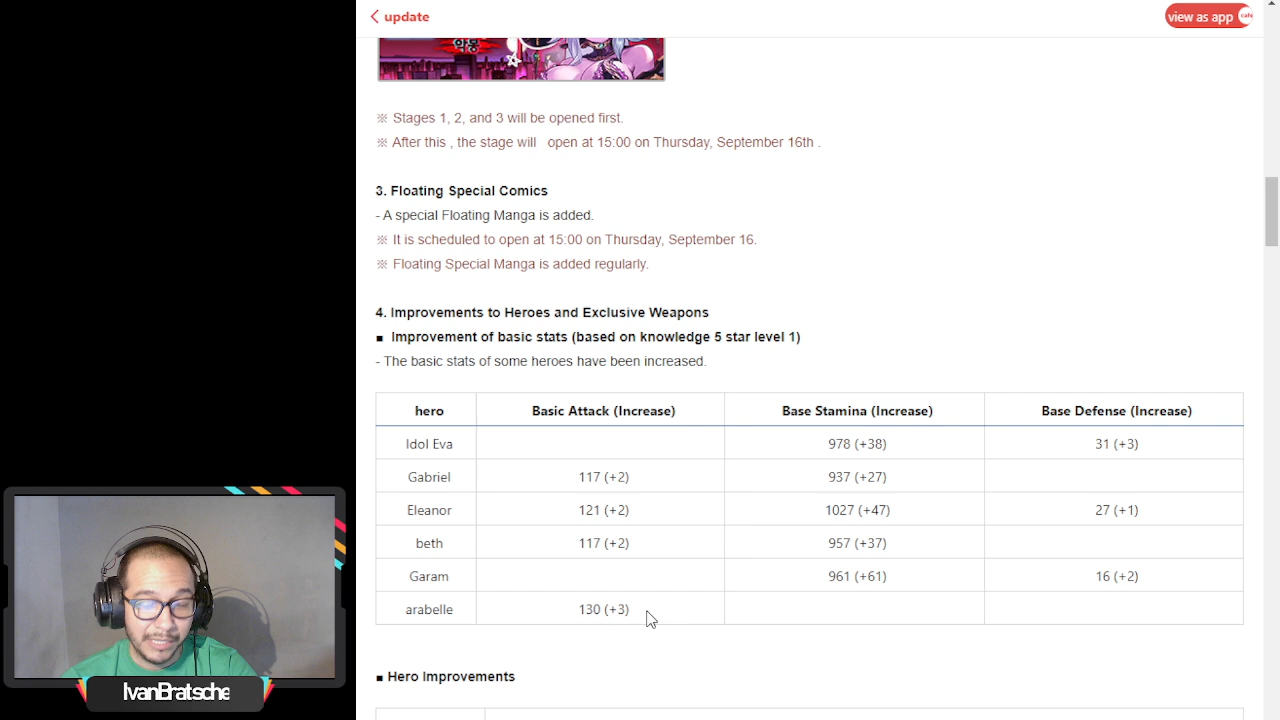 update
view as app
cafe
악몽
※ Stages 1, 2, and 3 will be opened first.
※ After this , the stage will open at 15:00 on Thursday, September 16th .
3. Floating Special Comics
- A special Floating Manga is added.
※ It is scheduled to open at 15:00 on Thursday, September 16.
※ Floating Special Manga is added regularly.
4. Improvements to Heroes and Exclusive Weapons
■ Improvement of basic stats (based on knowledge 5 star level 1)
- The basic stats of some heroes have been increased.
hero Basic Attack (Increase) Base Stamina (Increase) Base Defense (Increase)
Idol Eva 978 (+38) 31 (+3)
Gabriel 117 (+2) 937 (+27)
Eleanor 121 (+2) 1027 (+47) 27 (+1)
beth 117 (+2) 957 (+37)
Garam 961 (+61) 16 (+2)
arabelle 130 (+3)
■ Hero Improvements
IvanBratsche